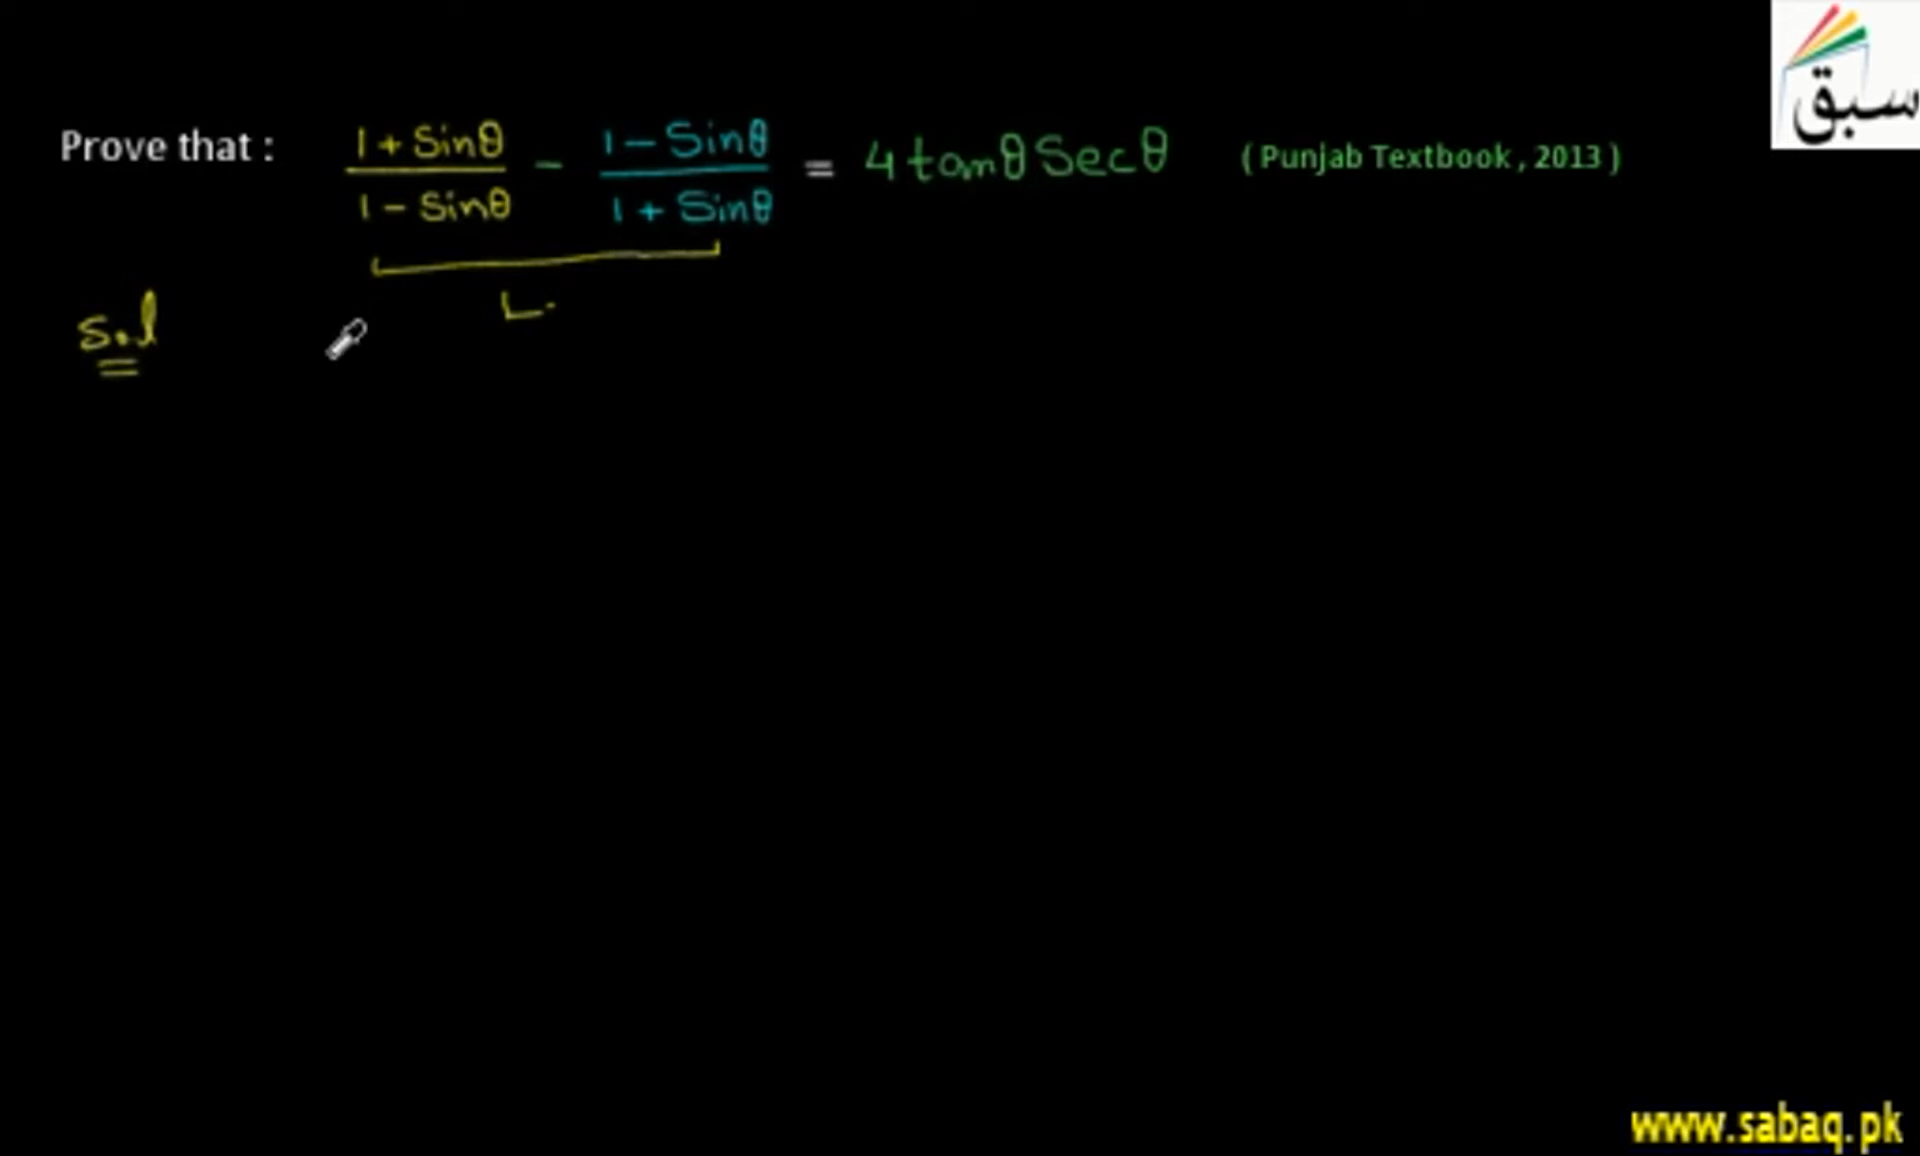 سبق
Prove that : (1 + Sinθ)/(1 - Sinθ) - (1 - Sinθ)/(1 + Sinθ) = 4 tanθ Secθ ( Punjab Textbook , 2013 )
L.
Sol
www.sabaq.pk